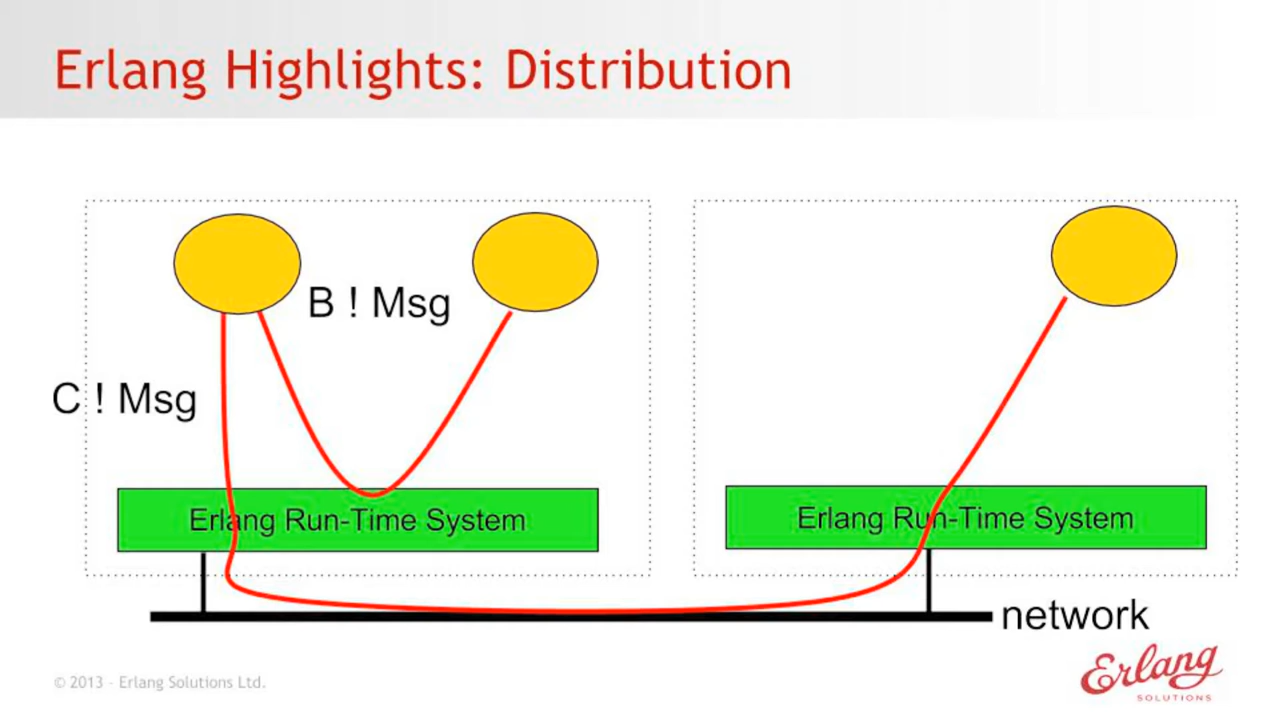 Erlang Highlights: Distribution
B ! Msg
C ! Msg
Erlang Run-Time System
Erlang Run-Time System
network
© 2013 – Erlang Solutions Ltd.
Erlang
SOLUTIONS